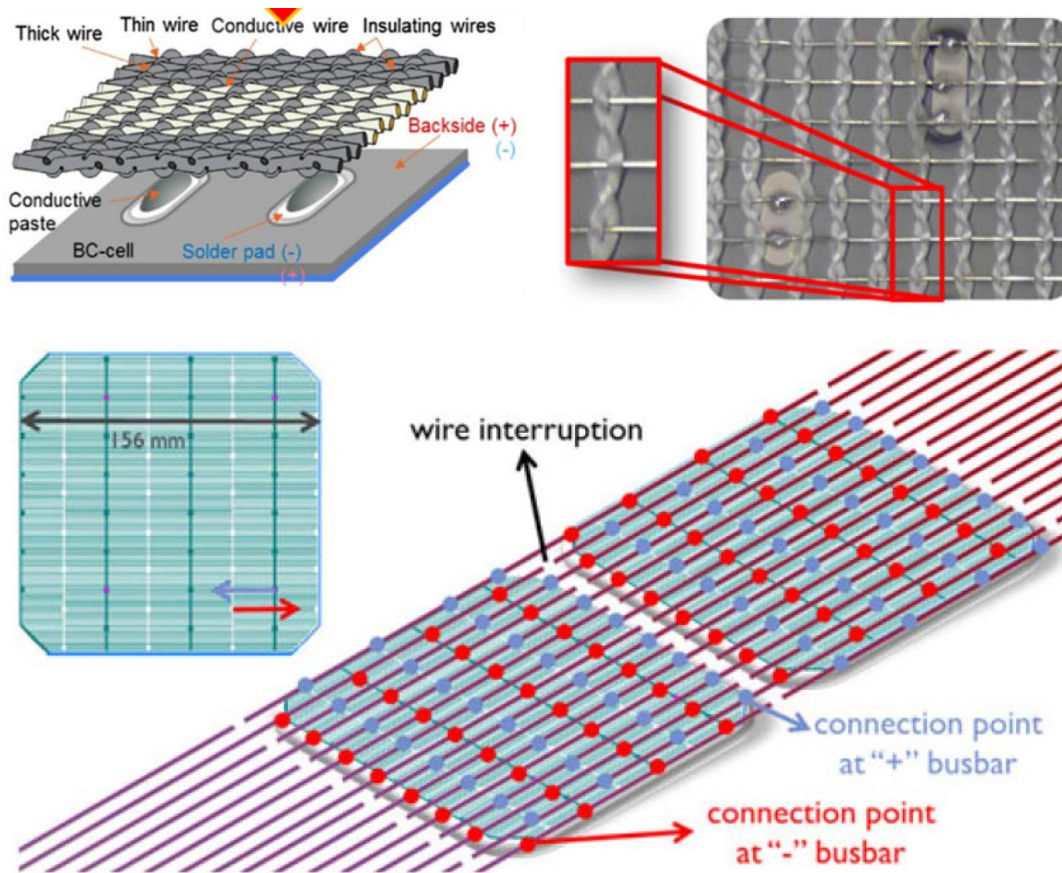 Thin wire
Conductive wire
Insulating wires
Thick wire
Backside (+)
(-)
Conductive
paste
BC-cell
Solder pad (-)
(+)
156 mm
wire interruption
connection point
at “+” busbar
connection point
at “-” busbar